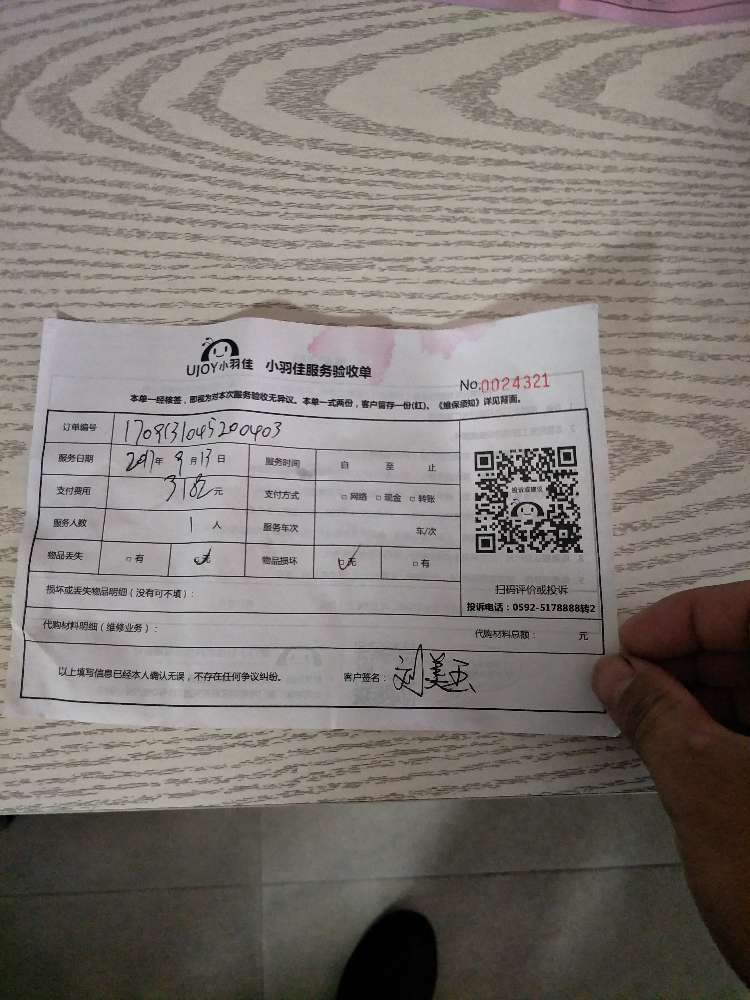 UJOY小羽佳 小羽佳服务验收单
No:0024321
本单一经核签，即视为对本次服务验收无异议。本单一式两份，客户留存一份(红)、《维保须知》详见背面。
订单编号 1709131045200403
服务日期 2017年9月13日 服务时间 自 至 止
支付费用 元 支付方式 □网络 □现金 □转账
服务人数 1 人 服务车次 车/次
物品丢失 □有 □无 物品损坏 □无 □有
投诉或建议
扫码评价或投诉
投诉电话：0592-5178888转2
损坏或丢失物品明细（没有可不填）：
代购材料明细（维修业务）： 代购材料总额： 元
以上填写信息已经本人确认无误，不存在任何争议纠纷。 客户签名：刘美玉